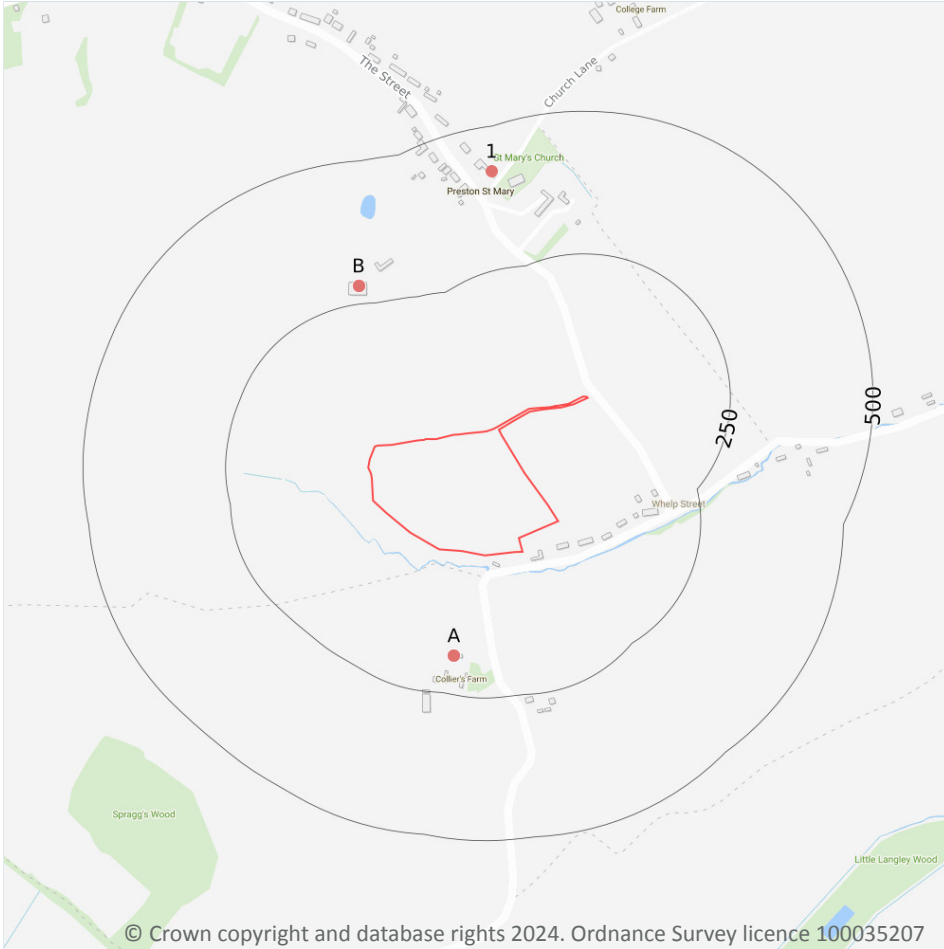 College Farm
The Street
Church Lane
1
St Mary's Church
Preston St Mary
B
500
250
Whelp Street
A
Collier's Farm
Spragg's Wood
Little Langley Wood
© Crown copyright and database rights 2024. Ordnance Survey licence 100035207